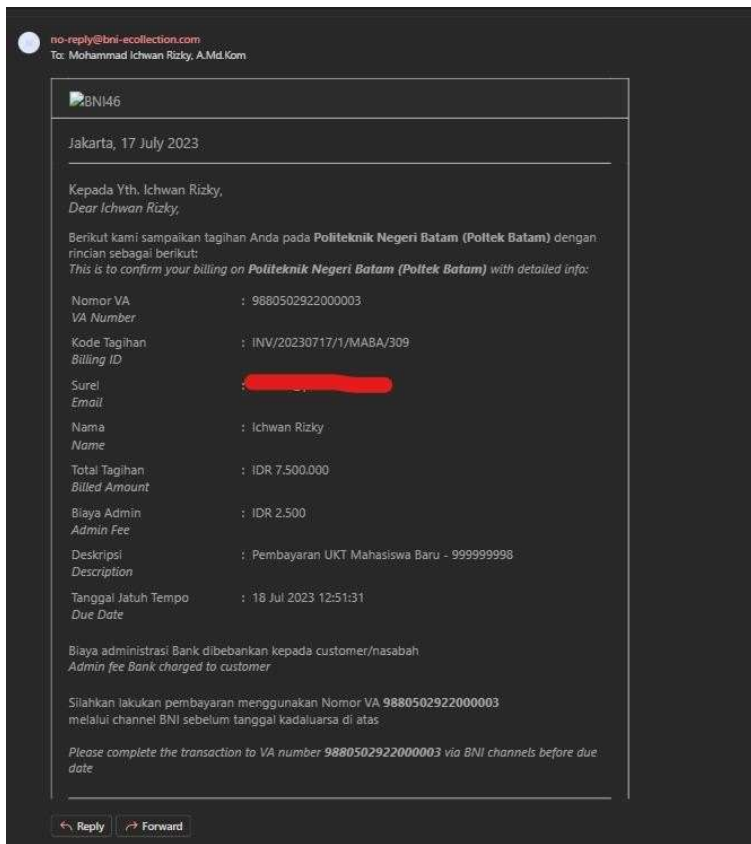 no-reply@bni-ecollection.com
To: Mohammad Ichwan Rizky, A.Md.Kom
BNI46
Jakarta, 17 July 2023
Kepada Yth. Ichwan Rizky,
Dear Ichwan Rizky,
Berikut kami sampaikan tagihan Anda pada Politeknik Negeri Batam (Poltek Batam) dengan
rincian sebagai berikut:
This is to confirm your billing on Politeknik Negeri Batam (Poltek Batam) with detailed info:
Nomor VA : 9880502922000003
VA Number
Kode Tagihan : INV/20230717/1/MABA/309
Billing ID
Surel :
Email
Nama : Ichwan Rizky
Name
Total Tagihan : IDR 7.500.000
Billed Amount
Biaya Admin : IDR 2.500
Admin Fee
Deskripsi : Pembayaran UKT Mahasiswa Baru - 999999998
Description
Tanggal Jatuh Tempo : 18 Jul 2023 12:51:31
Due Date
Biaya administrasi Bank dibebankan kepada customer/nasabah
Admin fee Bank charged to customer
Silahkan lakukan pembayaran menggunakan Nomor VA 9880502922000003
melalui channel BNI sebelum tanggal kadaluarsa di atas
Please complete the transaction to VA number 9880502922000003 via BNI channels before due
date
Reply Forward